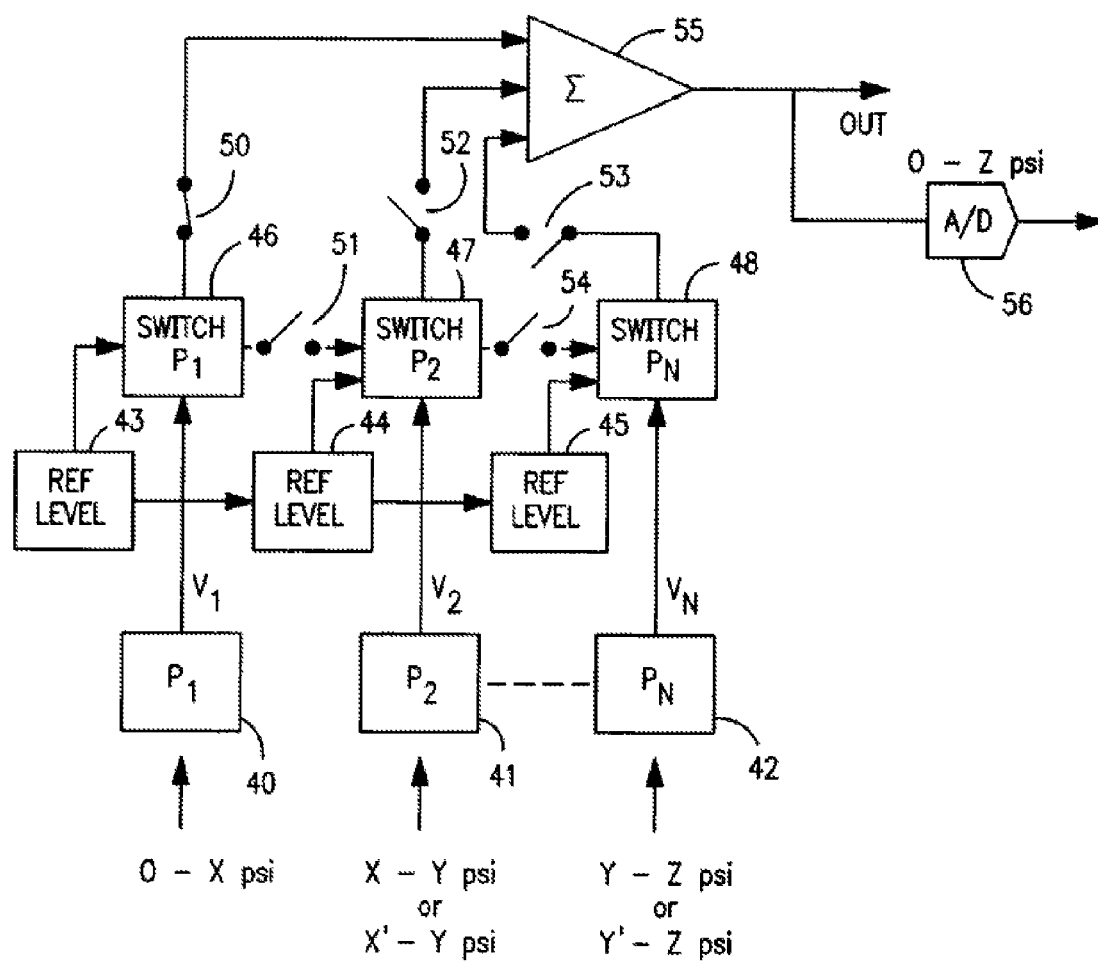 55
Σ
OUT
50
52
53
O - Z psi
A/D
56
46
51
47
54
48
SWITCH
P1
SWITCH
P2
SWITCH
PN
43
44
45
REF
LEVEL
REF
LEVEL
REF
LEVEL
V1
V2
VN
P1
P2
PN
40
41
42
O - X psi
X - Y psi
or
X' - Y psi
Y - Z psi
or
Y' - Z psi